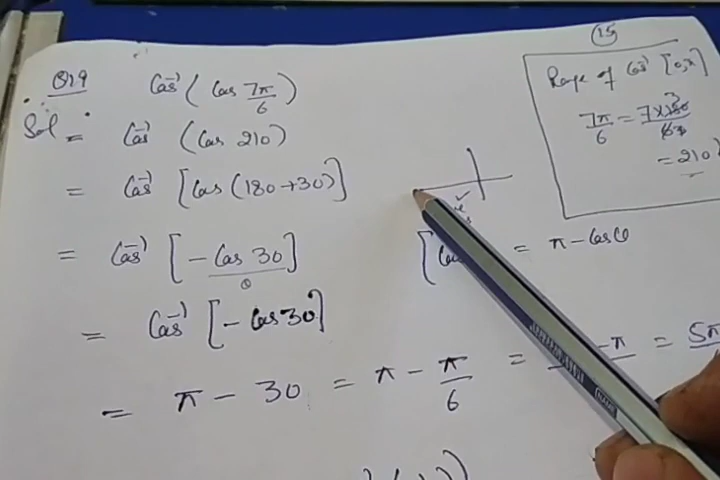 15
Q19 Cos⁻¹ (Cos 7π/6)
Sol = Cos⁻¹ (Cos 210)
= Cos⁻¹ [Cos (180+30)]
= Cos⁻¹ [- Cos 30]
θ
= Cos⁻¹ [- Cos 30°]
= π - 30 = π - π/6 = -π = 5π
Range of Cos⁻¹ [0,π]
7π/6 = 7×180/6
= 210
= π - Cosθ